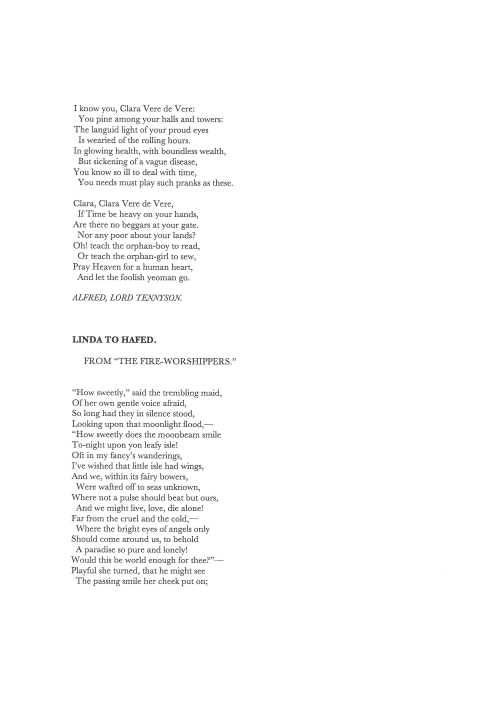 I know you, Clara Vere de Vere:
You pine among your halls and towers:
The languid light of your proud eyes
Is wearied of the rolling hours.
In glowing health, with boundless wealth,
But sickening of a vague disease,
You know so ill to deal with time,
You needs must play such pranks as these.

Clara, Clara Vere de Vere,
If Time be heavy on your hands,
Are there no beggars at your gate.
Nor any poor about your lands?
Oh! teach the orphan-boy to read,
Or teach the orphan-girl to sew,
Pray Heaven for a human heart,
And let the foolish yeoman go.

ALFRED, LORD TENNYSON.

LINDA TO HAFED.

FROM "THE FIRE-WORSHIPPERS."

"How sweetly," said the trembling maid,
Of her own gentle voice afraid,
So long had they in silence stood,
Looking upon that moonlight flood,—
"How sweetly does the moonbeam smile
To-night upon yon leafy isle!
Oft in my fancy's wanderings,
I've wished that little isle had wings,
And we, within its fairy bowers,
Were wafted off to seas unknown,
Where not a pulse should beat but ours,
And we might live, love, die alone!
Far from the cruel and the cold,—
Where the bright eyes of angels only
Should come around us, to behold
A paradise so pure and lonely!
Would this be world enough for thee?"—
Playful she turned, that he might see
The passing smile her cheek put on;